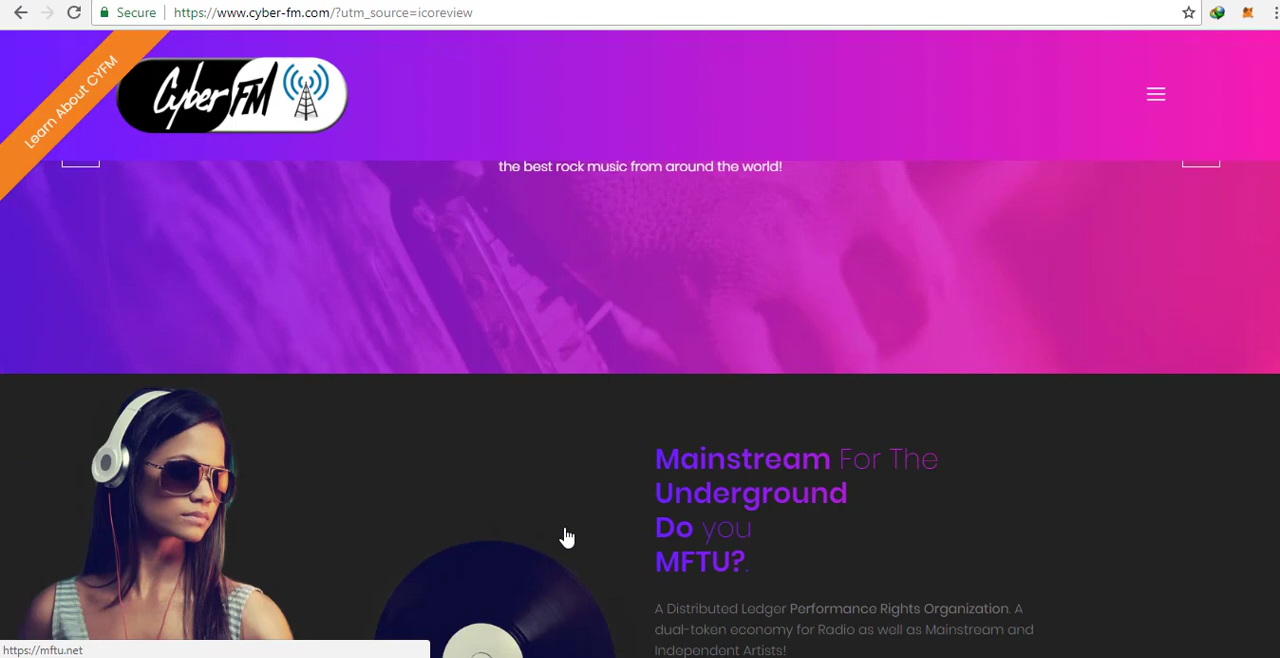 Secure
https://www.cyber-fm.com/?utm_source=icoreview
Learn About CYFM
Cyber FM
the best rock music from around the world!
Mainstream For The
Underground
Do you
MFTU?.
A Distributed Ledger Performance Rights Organization. A
dual-token economy for Radio as well as Mainstream and
Independent Artists!
https://mftu.net